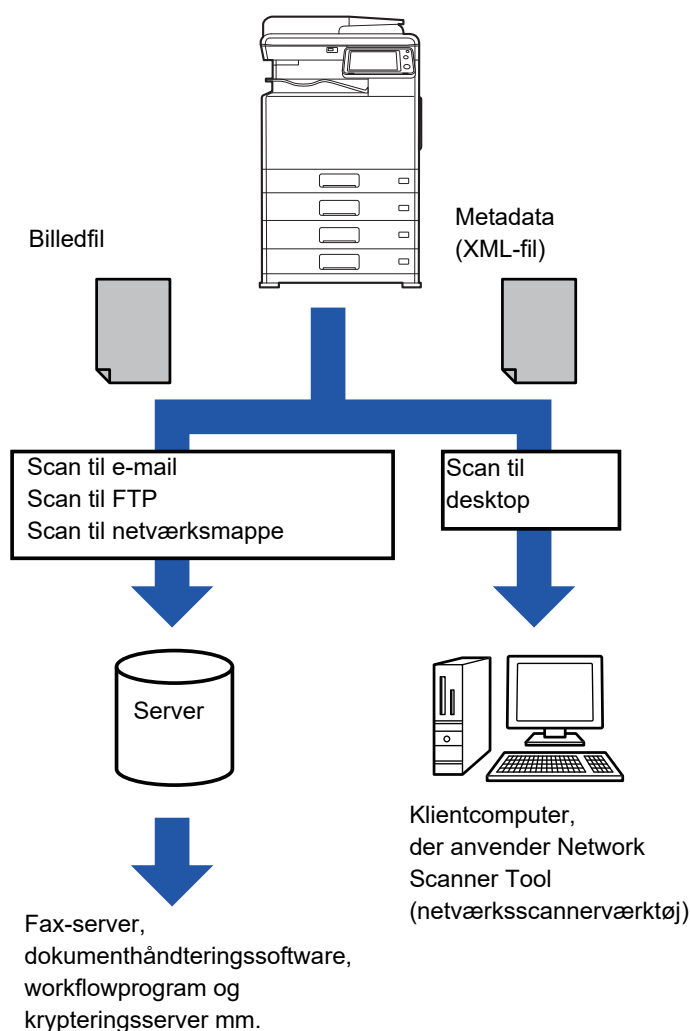 Billedfil
Metadata
(XML-fil)
Scan til e-mail
Scan til FTP
Scan til netværksmappe
Scan til
desktop
Server
Klientcomputer,
der anvender Network
Scanner Tool
(netværksscannerværktøj)
Fax-server,
dokumenthåndteringssoftware,
workflowprogram og
krypteringsserver mm.